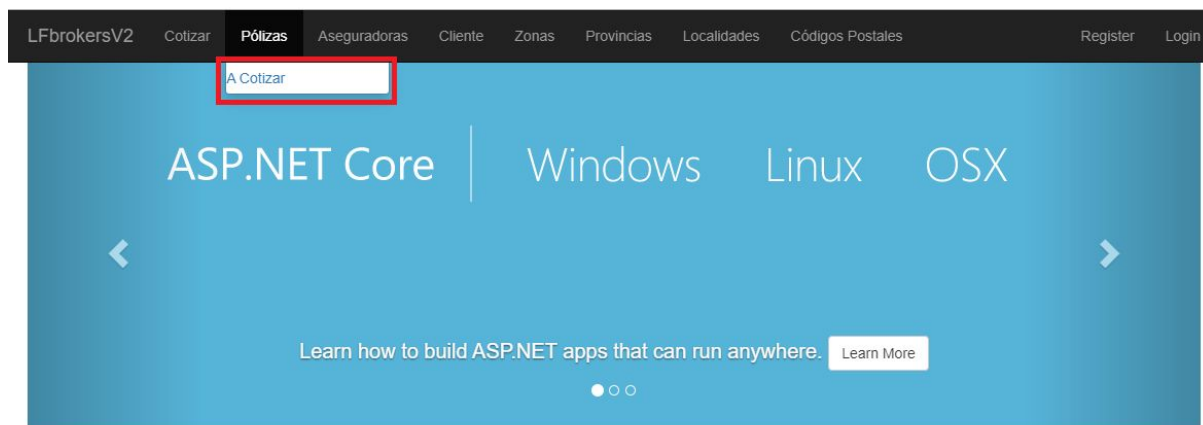 LFbrokersV2 Cotizar Pólizas Aseguradoras Cliente Zonas Provincias Localidades Códigos Postales Register Login
A Cotizar
ASP.NET Core Windows Linux OSX
Learn how to build ASP.NET apps that can run anywhere. Learn More